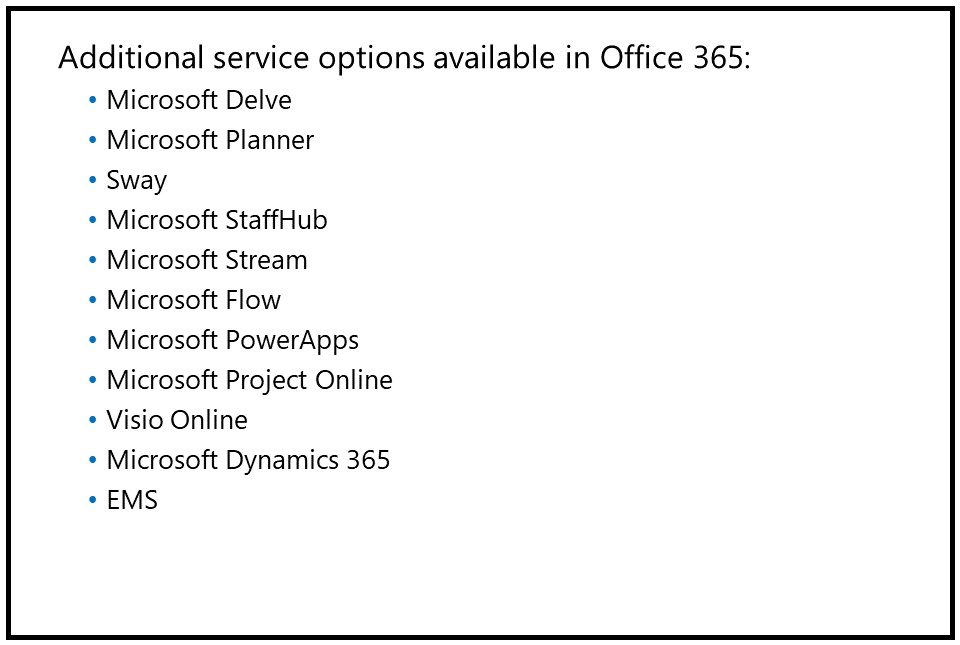 Additional service options available in Office 365:
• Microsoft Delve
• Microsoft Planner
• Sway
• Microsoft StaffHub
• Microsoft Stream
• Microsoft Flow
• Microsoft PowerApps
• Microsoft Project Online
• Visio Online
• Microsoft Dynamics 365
• EMS